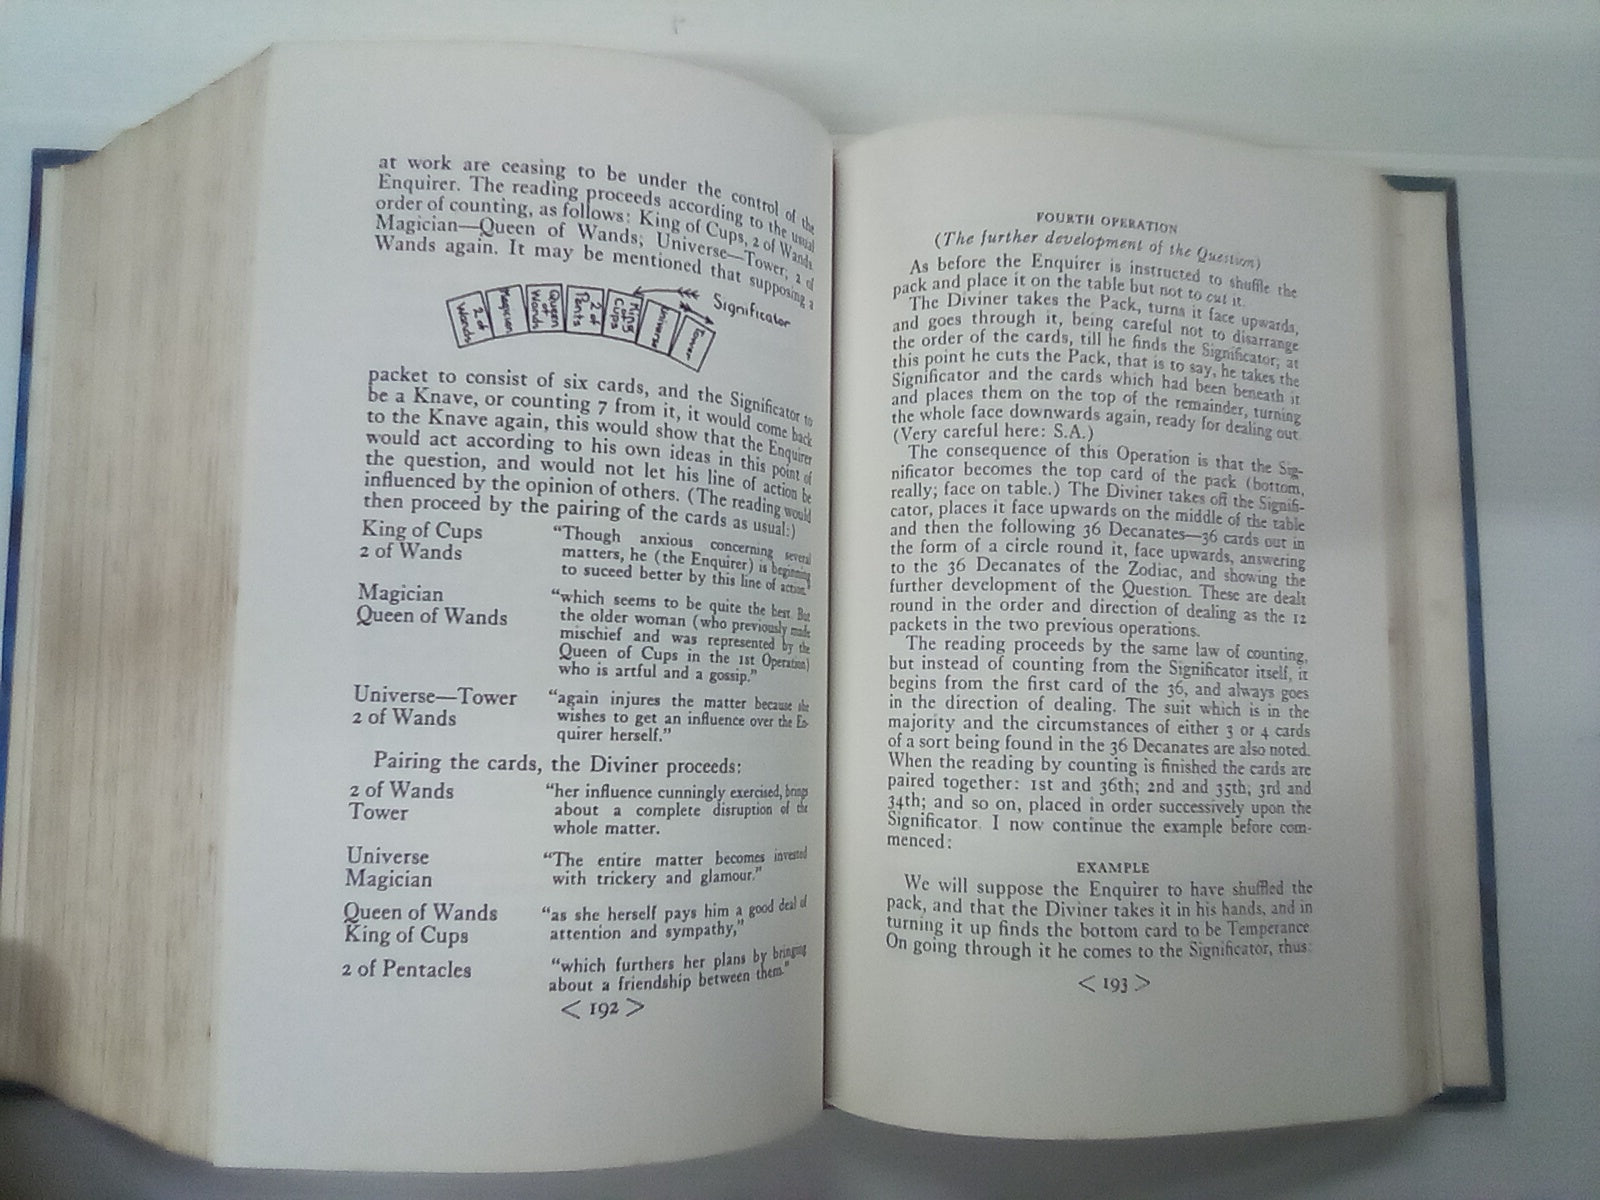 at work are ceasing to be under the control of the
Enquirer. The reading proceeds according to the usual
order of counting, as follows: King of Cups, 2 of Wands
Magician—Queen of Wands; Universe—Tower; 2 of
Wands again. It may be mentioned that supposing a
2 of Wands
Magician
Queen of Wands
2 of Pents
King of Cups
Universe
Tower
Significator
packet to consist of six cards, and the Significator to
be a Knave, or counting 7 from it, it would come back
to the Knave again, this would show that the Enquirer
would act according to his own ideas in this point of
the question, and would not let his line of action be
influenced by the opinion of others. (The reading would
then proceed by the pairing of the cards as usual:)
King of Cups
2 of Wands
"Though anxious concerning several
matters, he (the Enquirer) is beginning
to suceed better by this line of action."
Magician
Queen of Wands
"which seems to be quite the best. But
the older woman (who previously made
mischief and was represented by the
Queen of Cups in the 1st Operation)
who is artful and a gossip."
Universe—Tower
2 of Wands
"again injures the matter because she
wishes to get an influence over the En-
quirer herself."
Pairing the cards, the Diviner proceeds:
2 of Wands
Tower
"her influence cunningly exercised, brings
about a complete disruption of the
whole matter.
Universe
Magician
"The entire matter becomes invested
with trickery and glamour."
Queen of Wands
King of Cups
"as she herself pays him a good deal of
attention and sympathy,"
2 of Pentacles
"which furthers her plans by bringing
about a friendship between them."
< 192 >
FOURTH OPERATION
(The further development of the Question)
As before the Enquirer is instructed to shuffle the
pack and place it on the table but not to cut it.
The Diviner takes the Pack, turns it face upwards,
and goes through it, being careful not to disarrange
the order of the cards, till he finds the Significator; at
this point he cuts the Pack, that is to say, he takes the
Significator and the cards which had been beneath it
and places them on the top of the remainder, turning
the whole face downwards again, ready for dealing out.
(Very careful here: S.A.)
The consequence of this Operation is that the Sig-
nificator becomes the top card of the pack (bottom,
really; face on table.) The Diviner takes off the Signifi-
cator, places it face upwards on the middle of the table
and then the following 36 Decanates—36 cards out in
the form of a circle round it, face upwards, answering
to the 36 Decanates of the Zodiac, and showing the
further development of the Question. These are dealt
round in the order and direction of dealing as the 12
packets in the two previous operations.
The reading proceeds by the same law of counting,
but instead of counting from the Significator itself, it
begins from the first card of the 36, and always goes
in the direction of dealing. The suit which is in the
majority and the circumstances of either 3 or 4 cards
of a sort being found in the 36 Decanates are also noted.
When the reading by counting is finished the cards are
paired together: 1st and 36th; 2nd and 35th; 3rd and
34th; and so on, placed in order successively upon the
Significator. I now continue the example before com-
menced:
EXAMPLE
We will suppose the Enquirer to have shuffled the
pack, and that the Diviner takes it in his hands, and in
turning it up finds the bottom card to be Temperance.
On going through it he comes to the Significator, thus:
< 193 >